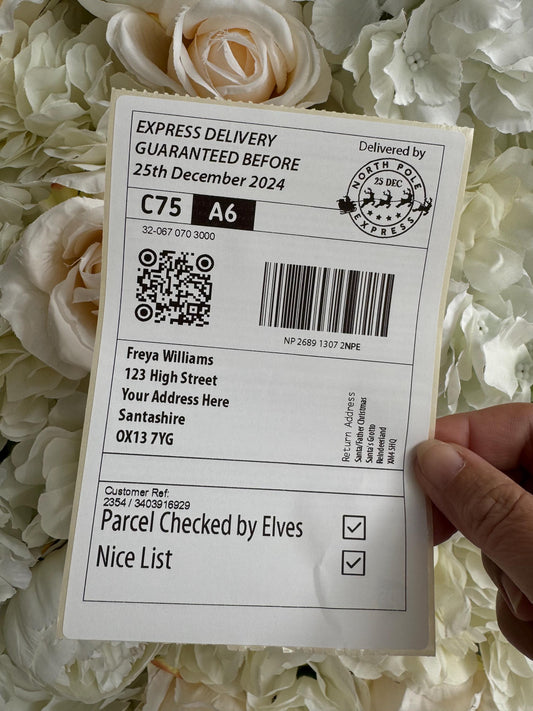 EXPRESS DELIVERY
GUARANTEED BEFORE
25th December 2024
Delivered by
NORTH POLE
25 DEC
EXPRESS
C75 A6
32-067 070 3000
NP 2689 1307 2NPE
Freya Williams
123 High Street
Your Address Here
Santashire
OX13 7YG
Return Address
Santa/Father Christmas
Santa's Grotto
Reindeerland
XM4 5HQ
Customer Ref:
2354 / 3403916929
Parcel Checked by Elves
Nice List